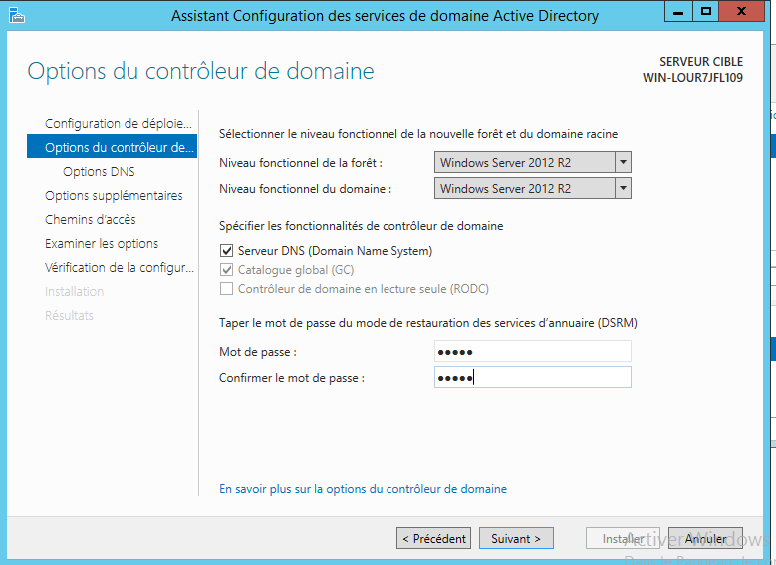 Assistant Configuration des services de domaine Active Directory
Options du contrôleur de domaine
SERVEUR CIBLE
WIN-LOUR7JFL109
Configuration de déploie...
Options du contrôleur de...
Options DNS
Options supplémentaires
Chemins d'accès
Examiner les options
Vérification de la configur...
Installation
Résultats
Sélectionner le niveau fonctionnel de la nouvelle forêt et du domaine racine
Niveau fonctionnel de la forêt : Windows Server 2012 R2
Niveau fonctionnel du domaine : Windows Server 2012 R2
Spécifier les fonctionnalités de contrôleur de domaine
Serveur DNS (Domain Name System)
Catalogue global (GC)
Contrôleur de domaine en lecture seule (RODC)
Taper le mot de passe du mode de restauration des services d'annuaire (DSRM)
Mot de passe : •••••
Confirmer le mot de passe : •••••
En savoir plus sur la options du contrôleur de domaine
< Précédent Suivant > Installer Annuler
Activer Windows